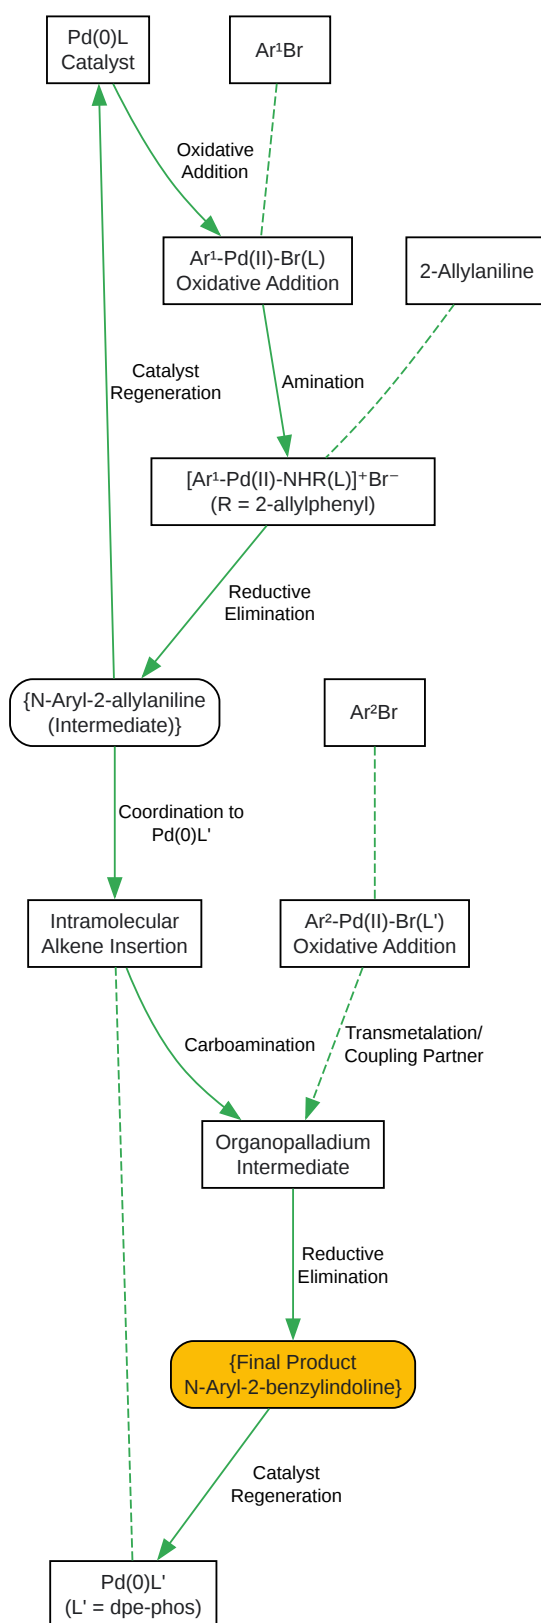 Pd(0)L
Catalyst
Ar¹Br
Oxidative
Addition
Ar¹-Pd(II)-Br(L)
Oxidative Addition
2-Allylaniline
Catalyst
Regeneration
Amination
[Ar¹-Pd(II)-NHR(L)]⁺Br⁻
(R = 2-allylphenyl)
Reductive
Elimination
{N-Aryl-2-allylaniline
(Intermediate)}
Ar²Br
Coordination to
Pd(0)L'
Intramolecular
Alkene Insertion
Ar²-Pd(II)-Br(L')
Oxidative Addition
Carboamination
Transmetalation/
Coupling Partner
Organopalladium
Intermediate
Reductive
Elimination
{Final Product
N-Aryl-2-benzylindoline}
Catalyst
Regeneration
Pd(0)L'
(L' = dpe-phos)